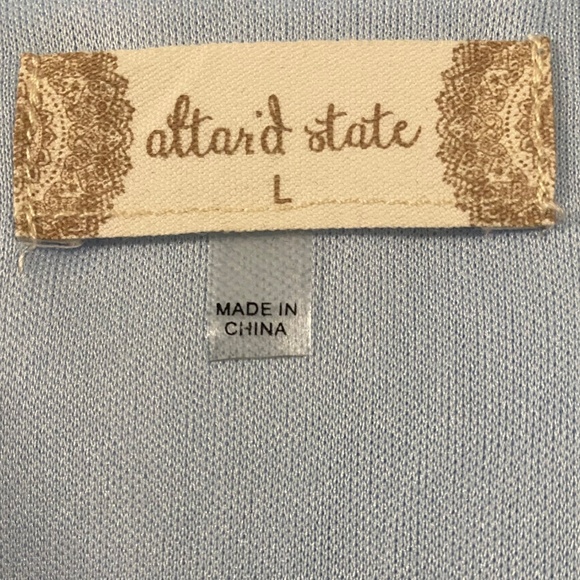 altar'd state
L
MADE IN
CHINA